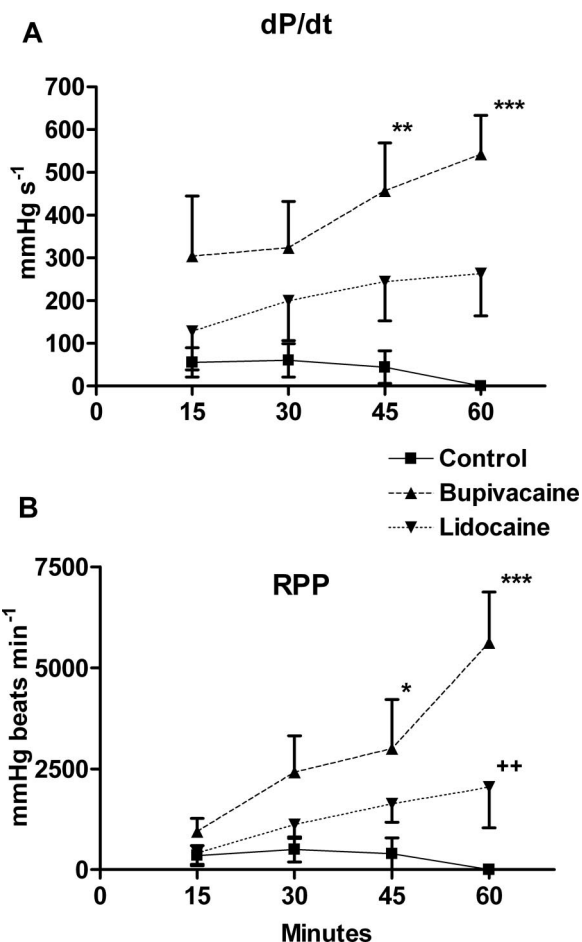 A
dP/dt
mmHg s-1
700
600
500
400
300
200
100
0
**
***
0 15 30 45 60
Control
Bupivacaine
Lidocaine
B
RPP
mmHg beats min-1
7500
5000
2500
0
*
***
++
0 15 30 45 60
Minutes